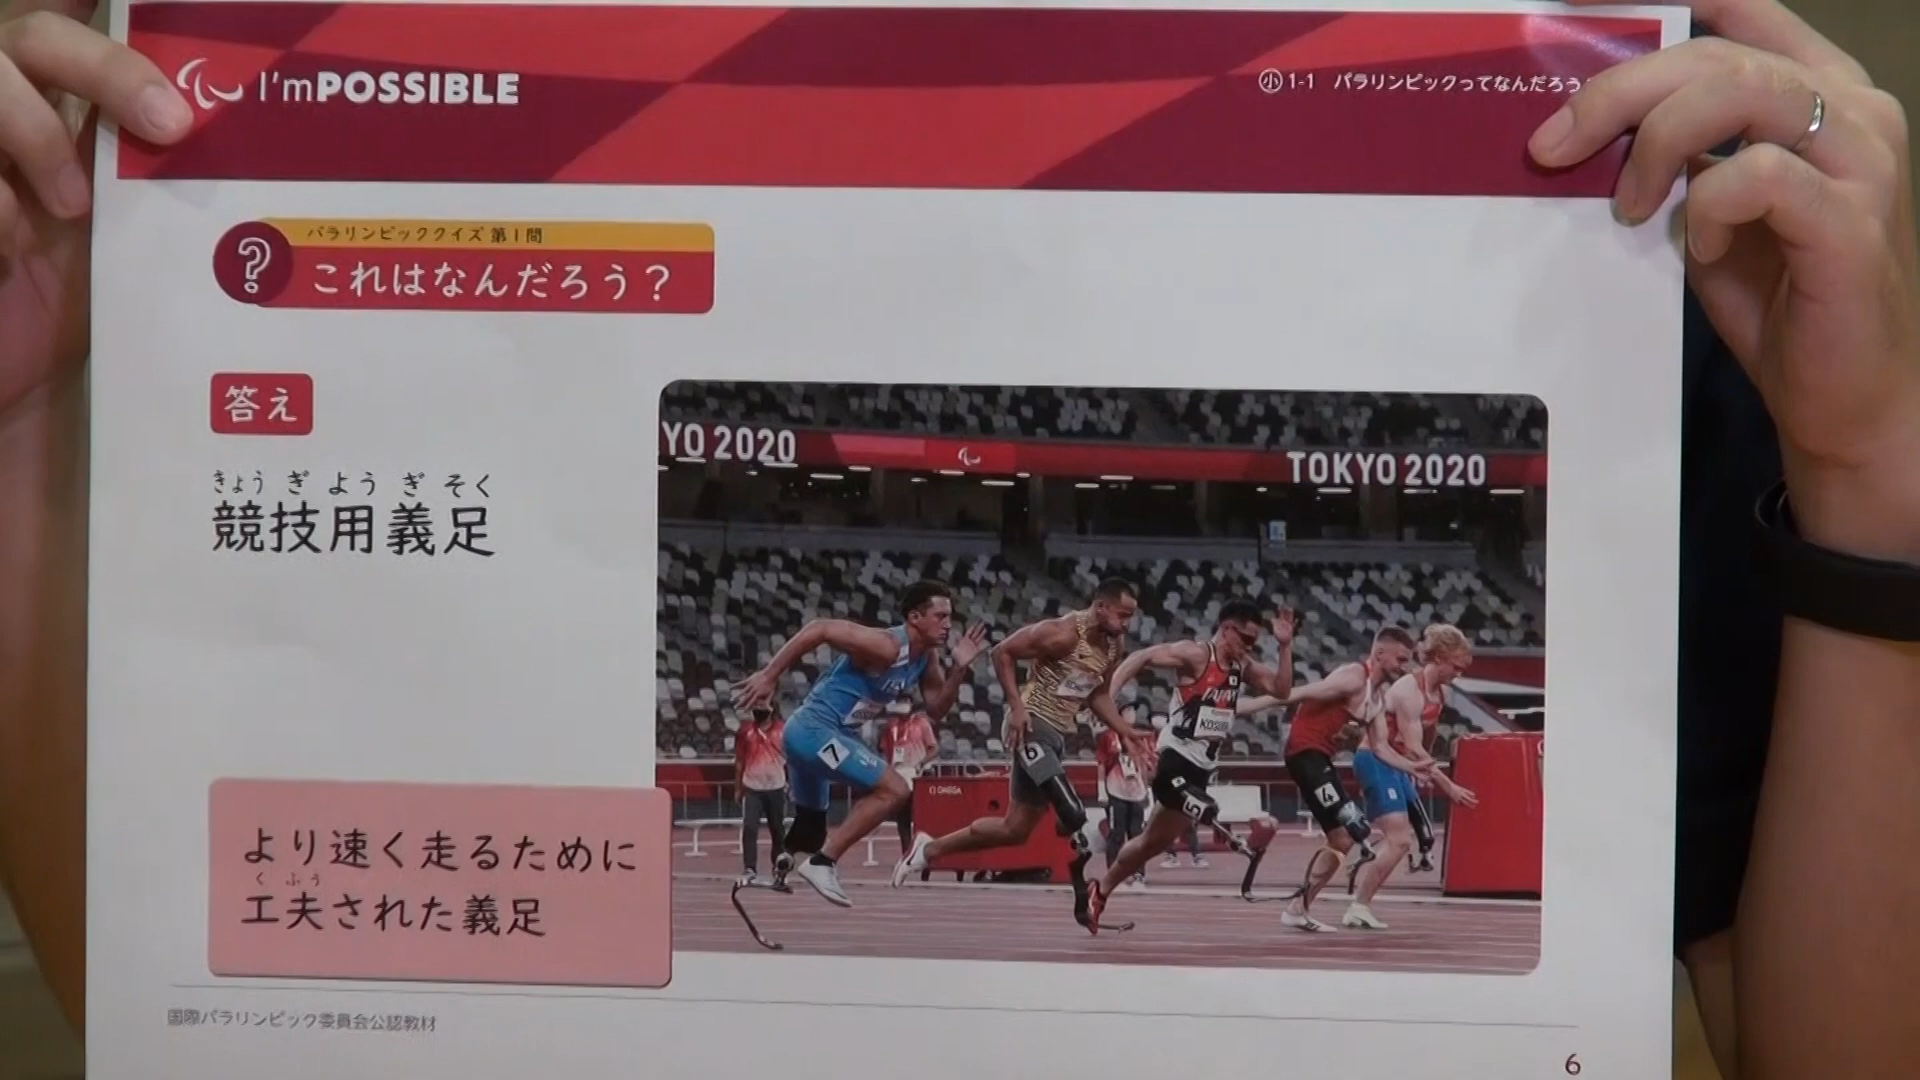 I'mPOSSIBLE
小 1-1 パラリンピックってなんだろう
パラリンピッククイズ 第1問
これはなんだろう?
答え
きょう ぎ よう ぎ そく
競技用義足
より速く走るために
く ふう
工夫された義足
YO 2020
TOKYO 2020
7
6
5
4
OMEGA
国際パラリンピック委員会公認教材
6